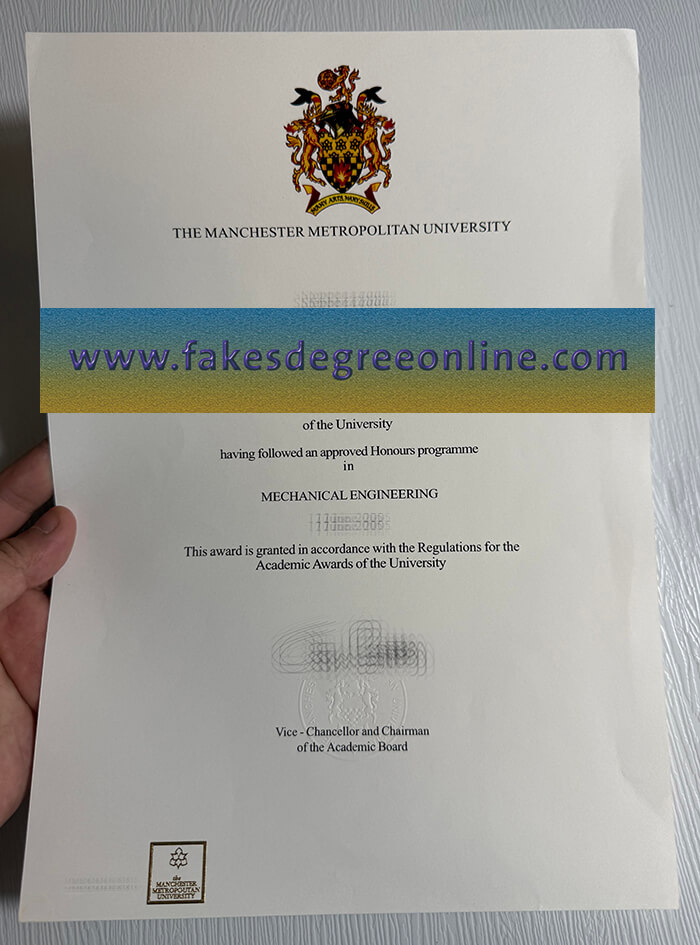 MANY ARTS MANY SKILLS
THE MANCHESTER METROPOLITAN UNIVERSITY
www.fakesdegreeonline.com
of the University
having followed an approved Honours programme
in
MECHANICAL ENGINEERING
This award is granted in accordance with the Regulations for the
Academic Awards of the University
Vice - Chancellor and Chairman
of the Academic Board
the
MANCHESTER
METROPOLITAN
UNIVERSITY